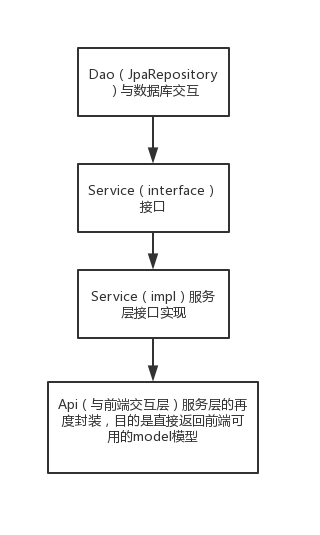 Dao（JpaRepository
）与数据库交互
Service（interface）
接口
Service（impl）服务
层接口实现
Api（与前端交互层）服务层的再
度封装，目的是直接返回前端可
用的model模型